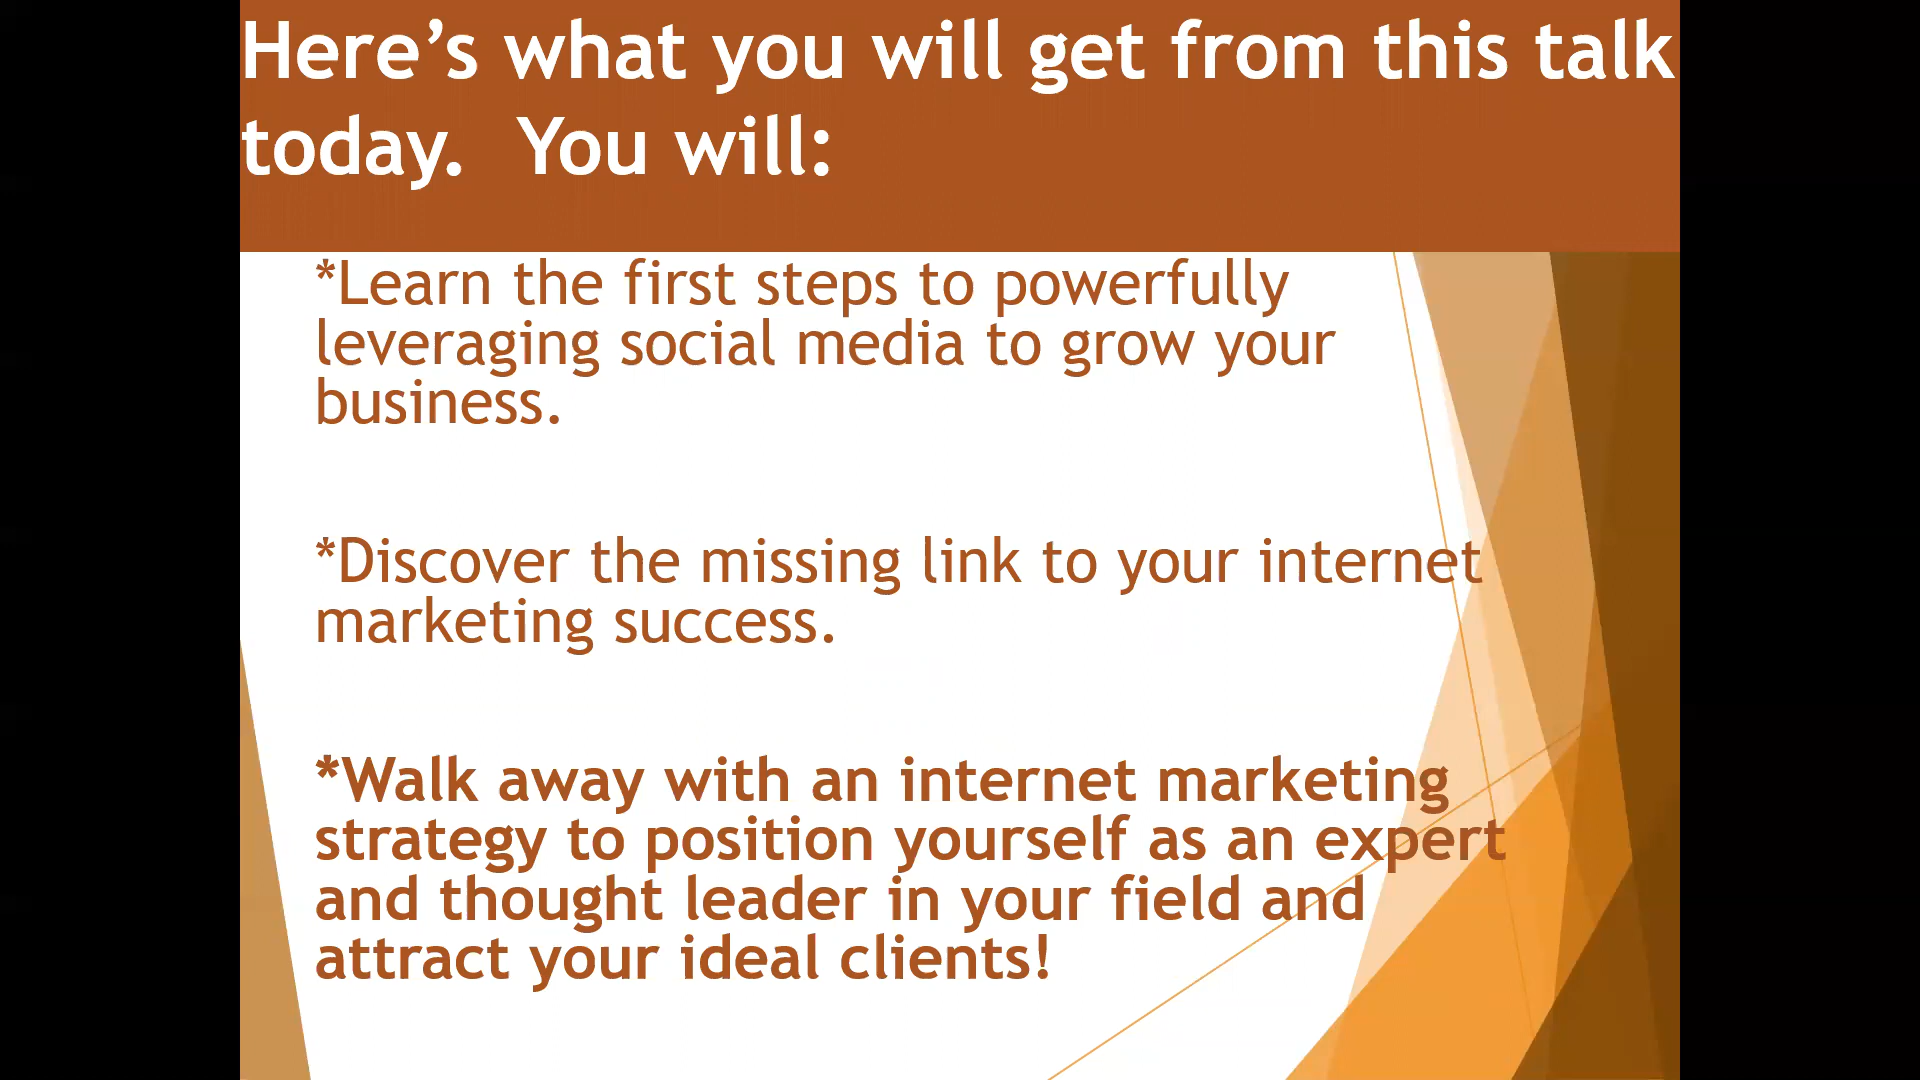 Here’s what you will get from this talk
today.  You will:
*Learn the first steps to powerfully
leveraging social media to grow your
business.
*Discover the missing link to your internet
marketing success.
*Walk away with an internet marketing
strategy to position yourself as an expert
and thought leader in your field and
attract your ideal clients!